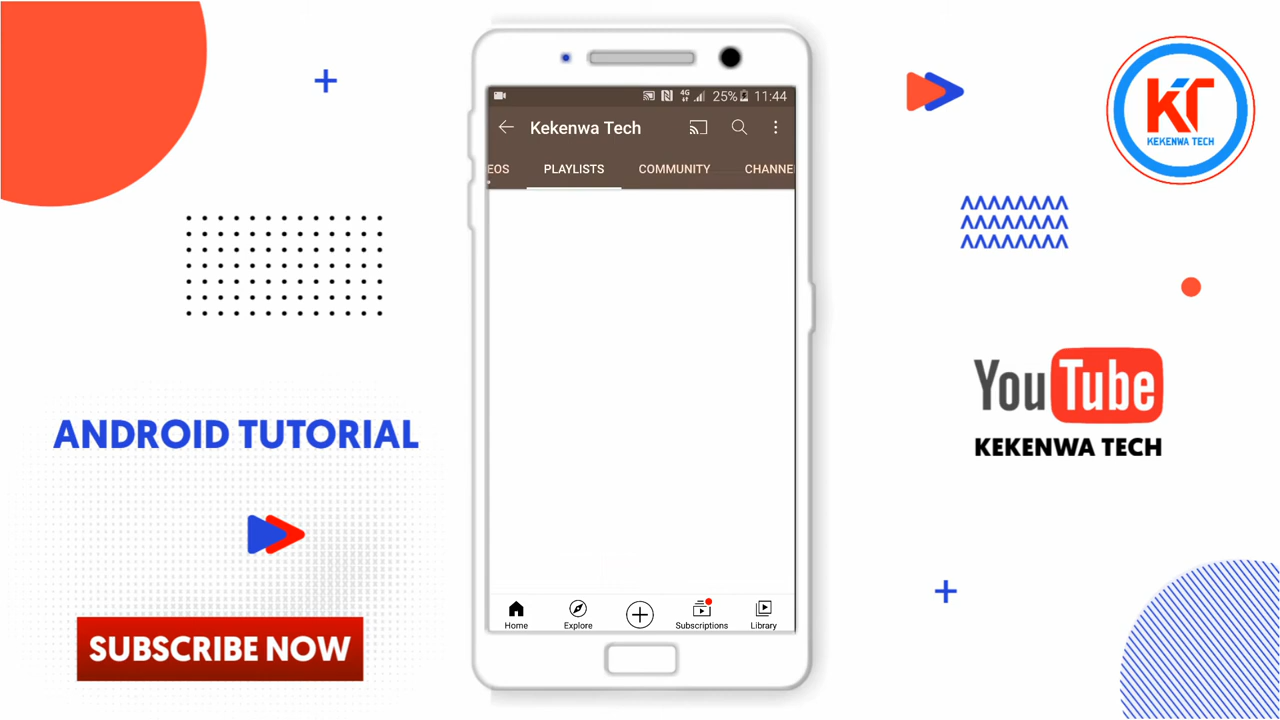 4G 25% 11:44
Kekenwa Tech
EOS PLAYLISTS COMMUNITY CHANNE
KT
KEKENWA TECH
YouTube
KEKENWA TECH
ANDROID TUTORIAL
SUBSCRIBE NOW
Home Explore Subscriptions Library